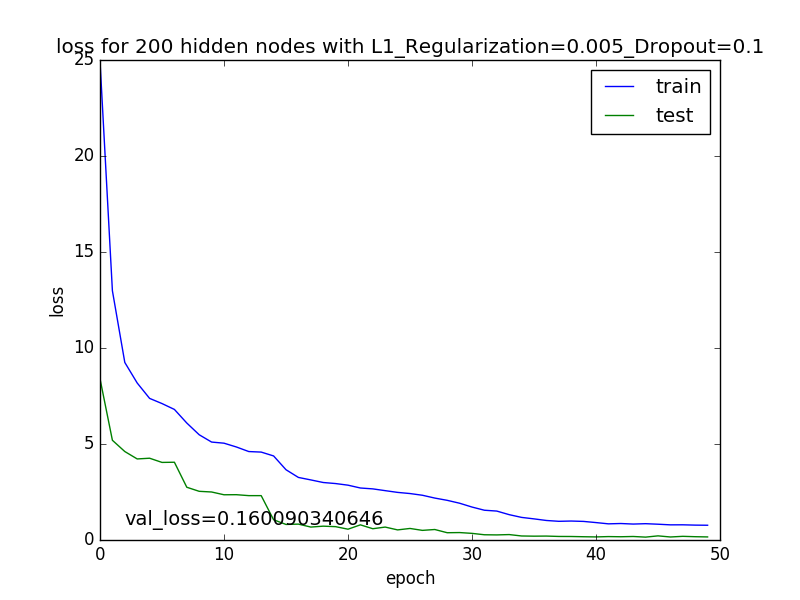 loss for 200 hidden nodes with L1_Regularization=0.005_Dropout=0.1
25
20
15
10
5
0
loss
train
test
val_loss=0.160090340646
0 10 20 30 40 50
epoch